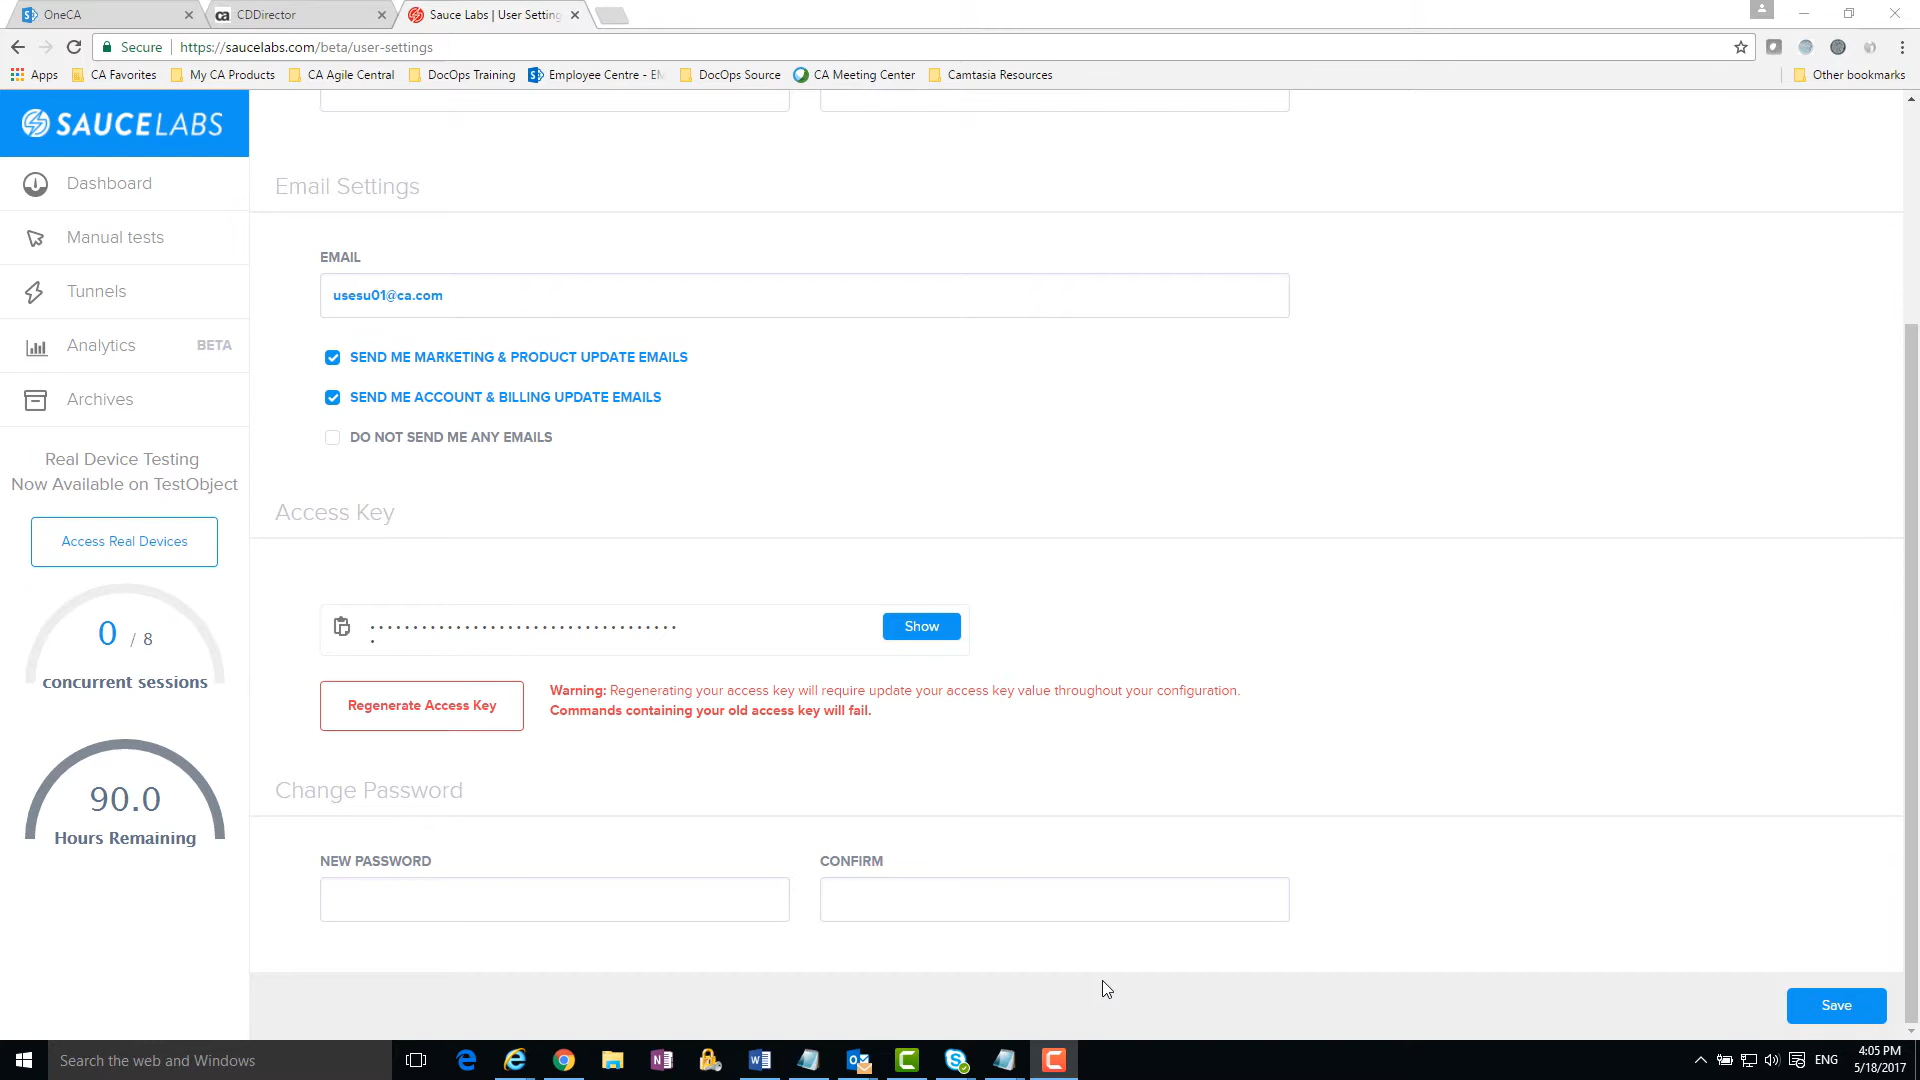 OneCA
CDDirector
Sauce Labs | User Setting
Secure https://saucelabs.com/beta/user-settings
Apps CA Favorites My CA Products CA Agile Central DocOps Training Employee Centre - EM DocOps Source CA Meeting Center Camtasia Resources Other bookmarks
SAUCELABS
Dashboard
Manual tests
Tunnels
Analytics BETA
Archives
Real Device Testing
Now Available on TestObject
Access Real Devices
0 / 8
concurrent sessions
90.0
Hours Remaining
Email Settings
EMAIL
usesu01@ca.com
SEND ME MARKETING & PRODUCT UPDATE EMAILS
SEND ME ACCOUNT & BILLING UPDATE EMAILS
DO NOT SEND ME ANY EMAILS
Access Key
Show
Regenerate Access Key
Warning: Regenerating your access key will require update your access key value throughout your configuration.
Commands containing your old access key will fail.
Change Password
NEW PASSWORD
CONFIRM
Save
Search the web and Windows
ENG
4:05 PM
5/18/2017